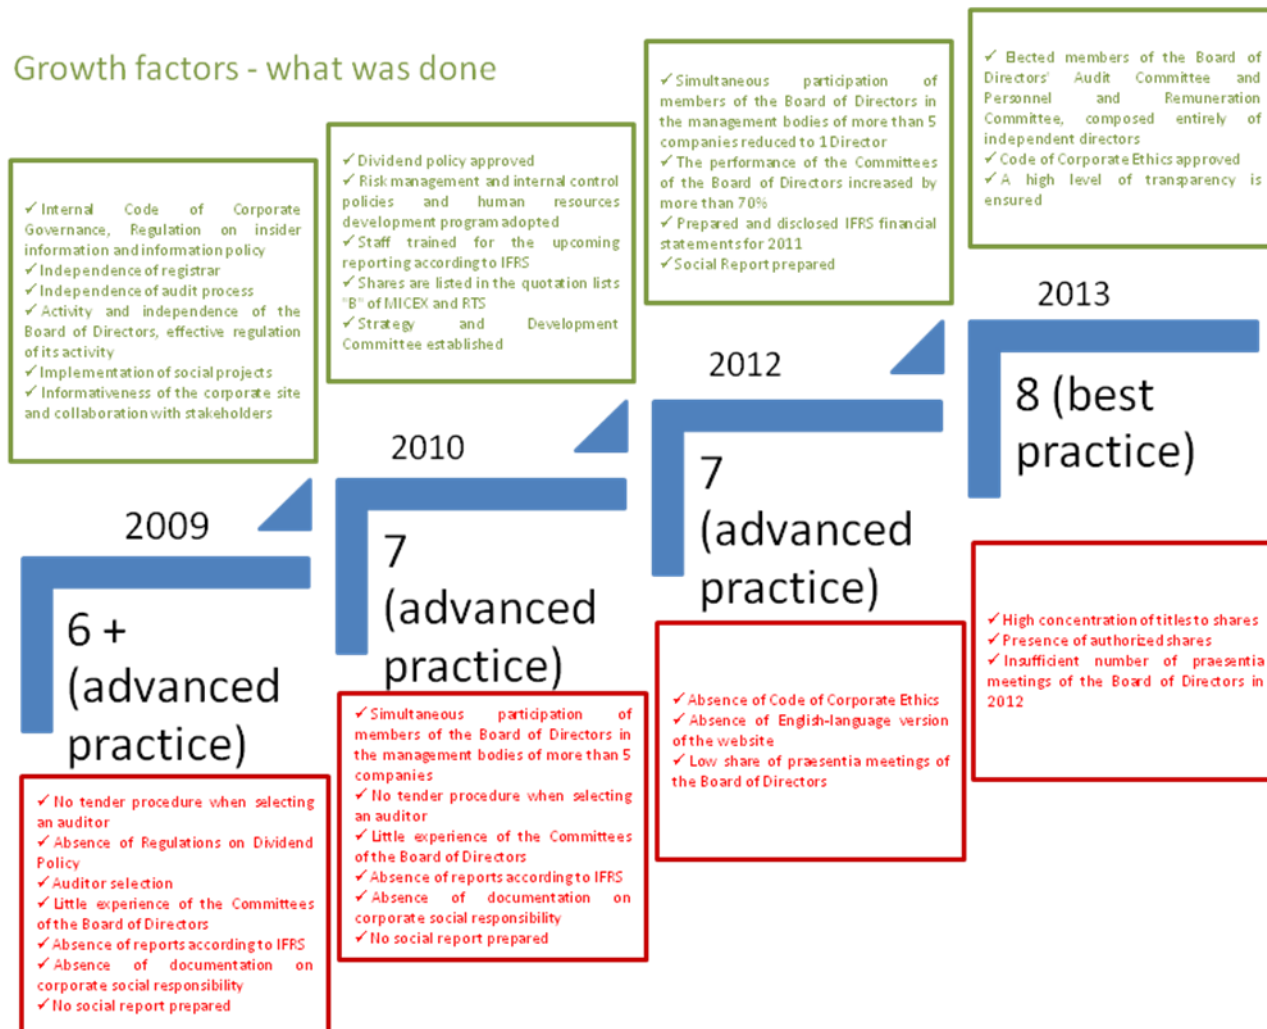 Growth factors - what was done
✓ Internal Code of Corporate
Governance, Regulation on insider
information and information policy
✓ Independence of registrar
✓ Independence of audit process
✓ Activity and independence of the
Board of Directors, effective regulation
of its activity
✓ Implementation of social projects
✓ Informativeness of the corporate site
and collaboration with stakeholders
2009
6 +
(advanced
practice)
✓ No tender procedure when selecting
an auditor
✓ Absence of Regulations on Dividend
Policy
✓ Auditor selection
✓ Little experience of the Committees
of the Board of Directors
✓ Absence of reports according to IFRS
✓ Absence of documentation on
corporate social responsibility
✓ No social report prepared
✓ Dividend policy approved
✓ Risk management and internal control
policies and human resources
development program adopted
✓ Staff trained for the upcoming
reporting according to IFRS
✓ Shares are listed in the quotation lists
"B" of MICEX and RTS
✓ Strategy and Development
Committee established
2010
7
(advanced
practice)
✓ Simultaneous participation of
members of the Board of Directors in
the management bodies of more than 5
companies
✓ No tender procedure when selecting
an auditor
✓ Little experience of the Committees
of the Board of Directors
✓ Absence of reports according to IFRS
✓ Absence of documentation on
corporate social responsibility
✓ No social report prepared
✓ Simultaneous participation of
members of the Board of Directors in
the management bodies of more than 5
companies reduced to 1 Director
✓ The performance of the Committees
of the Board of Directors increased by
more than 70%
✓ Prepared and disclosed IFRS financial
statements for 2011
✓ Social Report prepared
2012
7
(advanced
practice)
✓ Absence of Code of Corporate Ethics
✓ Absence of English-language version
of the website
✓ Low share of praesentia meetings of
the Board of Directors
✓ Elected members of the Board of
Directors' Audit Committee and
Personnel and Remuneration
Committee, composed entirely of
independent directors
✓ Code of Corporate Ethics approved
✓ A high level of transparency is
ensured
2013
8 (best
practice)
✓ High concentration of titles to shares
✓ Presence of authorized shares
✓ Insufficient number of praesentia
meetings of the Board of Directors in
2012